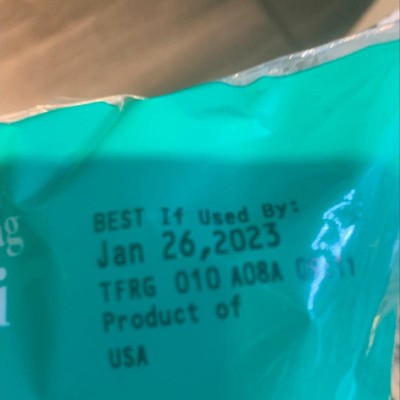 BEST If Used By:
Jan 26,2023
TFRG 010 A08A
Product of
USA